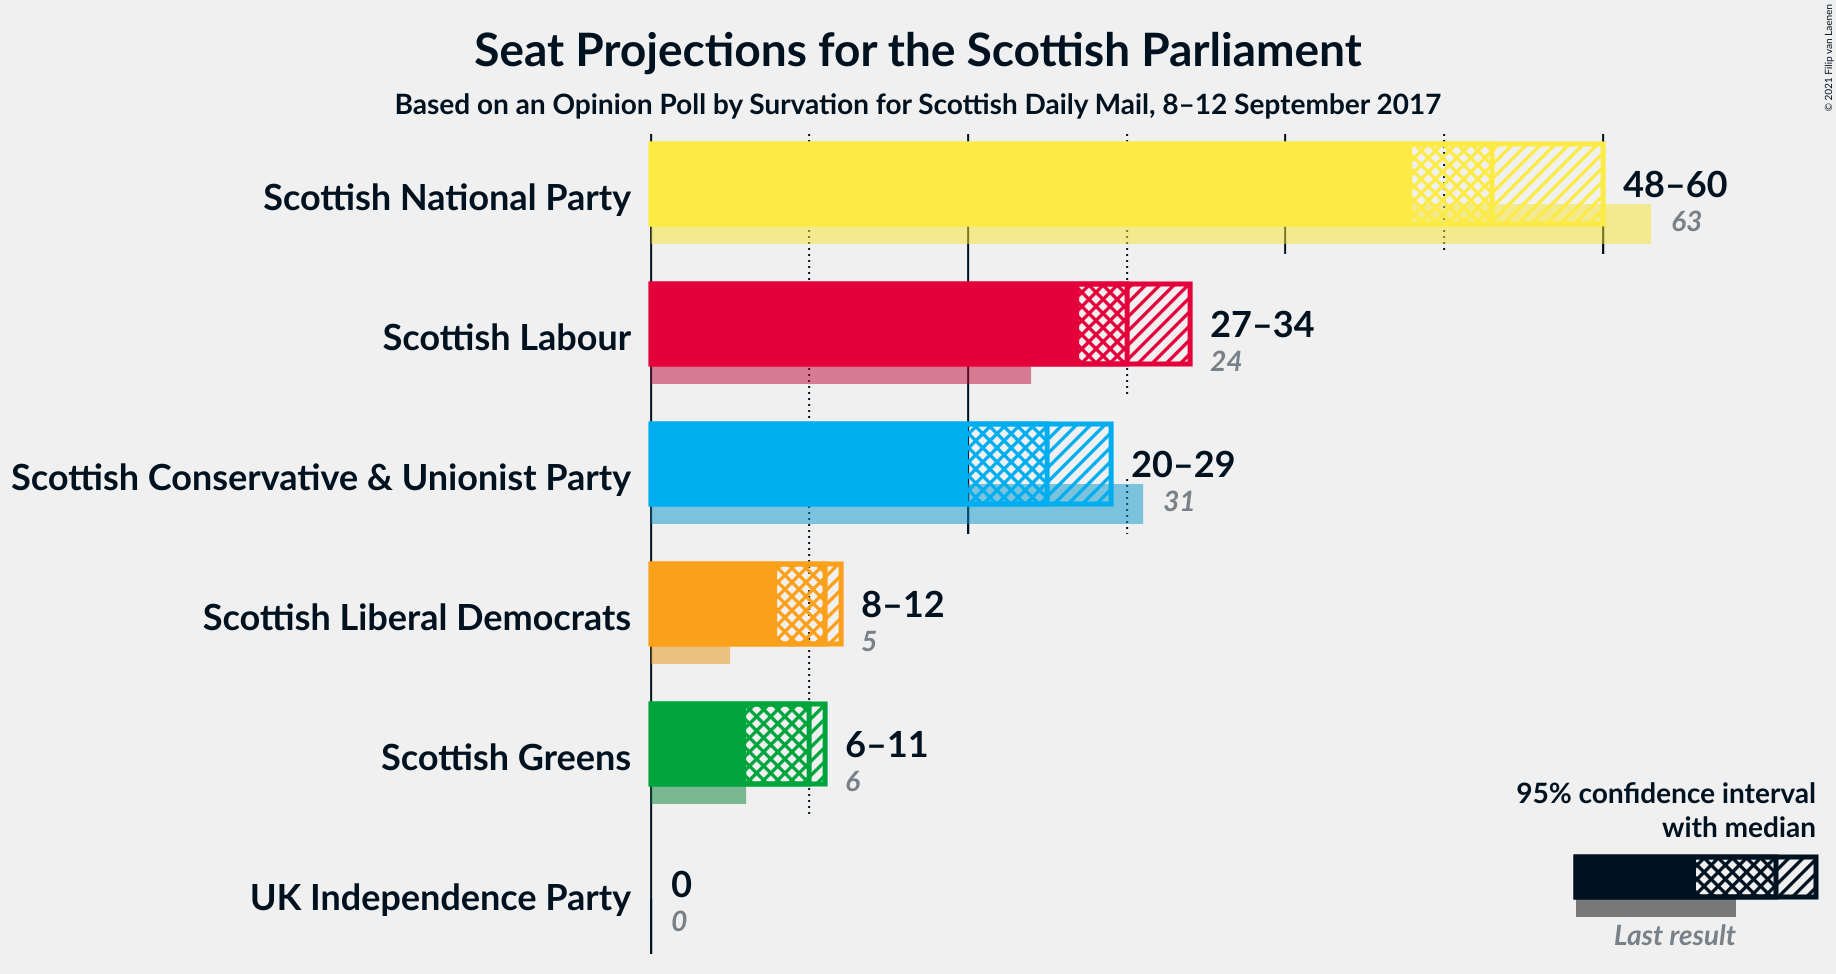 Seat Projections for the Scottish Parliament
Based on an Opinion Poll by Survation for Scottish Daily Mail, 8–12 September 2017
© 2021 Filip van Laenen
Scottish National Party
48–60
63
Scottish Labour
27–34
24
Scottish Conservative & Unionist Party
20–29
31
Scottish Liberal Democrats
8–12
5
Scottish Greens
6–11
6
UK Independence Party
0
0
95% confidence interval
with median
Last result